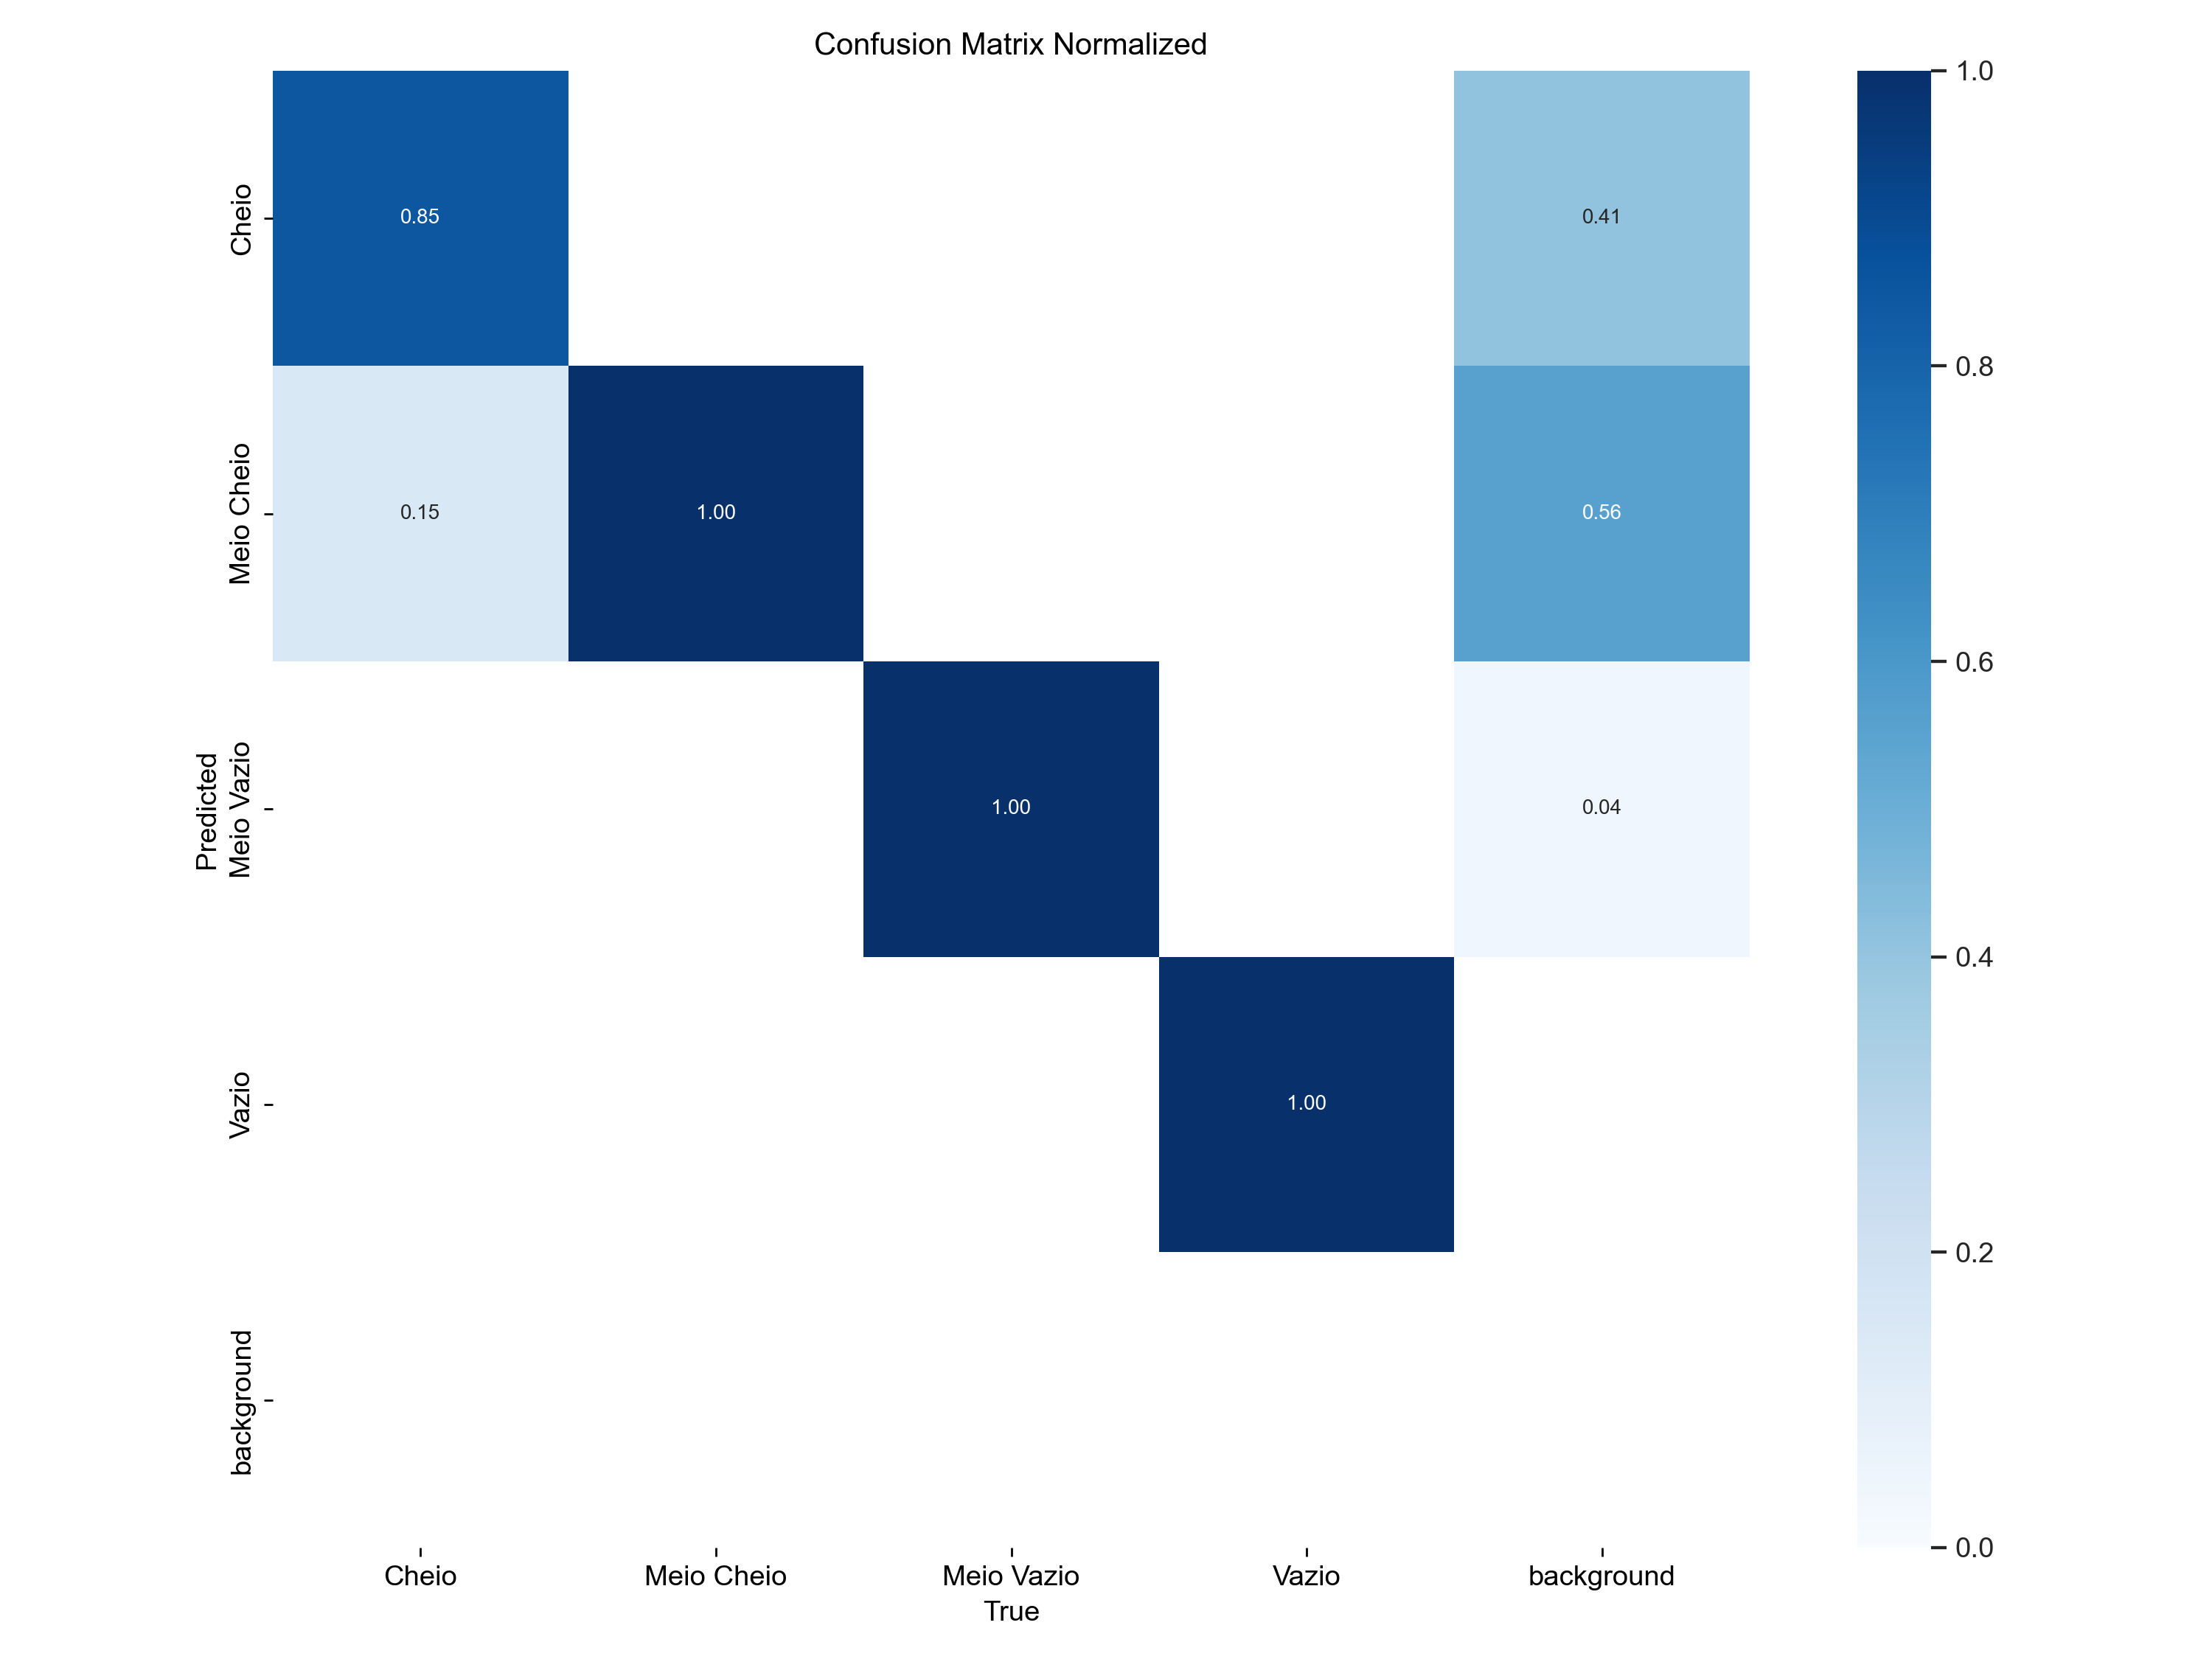 Confusion Matrix Normalized
Cheio
0.85
0.41
Meio Cheio
0.15
1.00
0.56
Predicted
Meio Vazio
1.00
0.04
Vazio
1.00
background
Cheio
Meio Cheio
Meio Vazio
Vazio
background
True
1.0
0.8
0.6
0.4
0.2
0.0